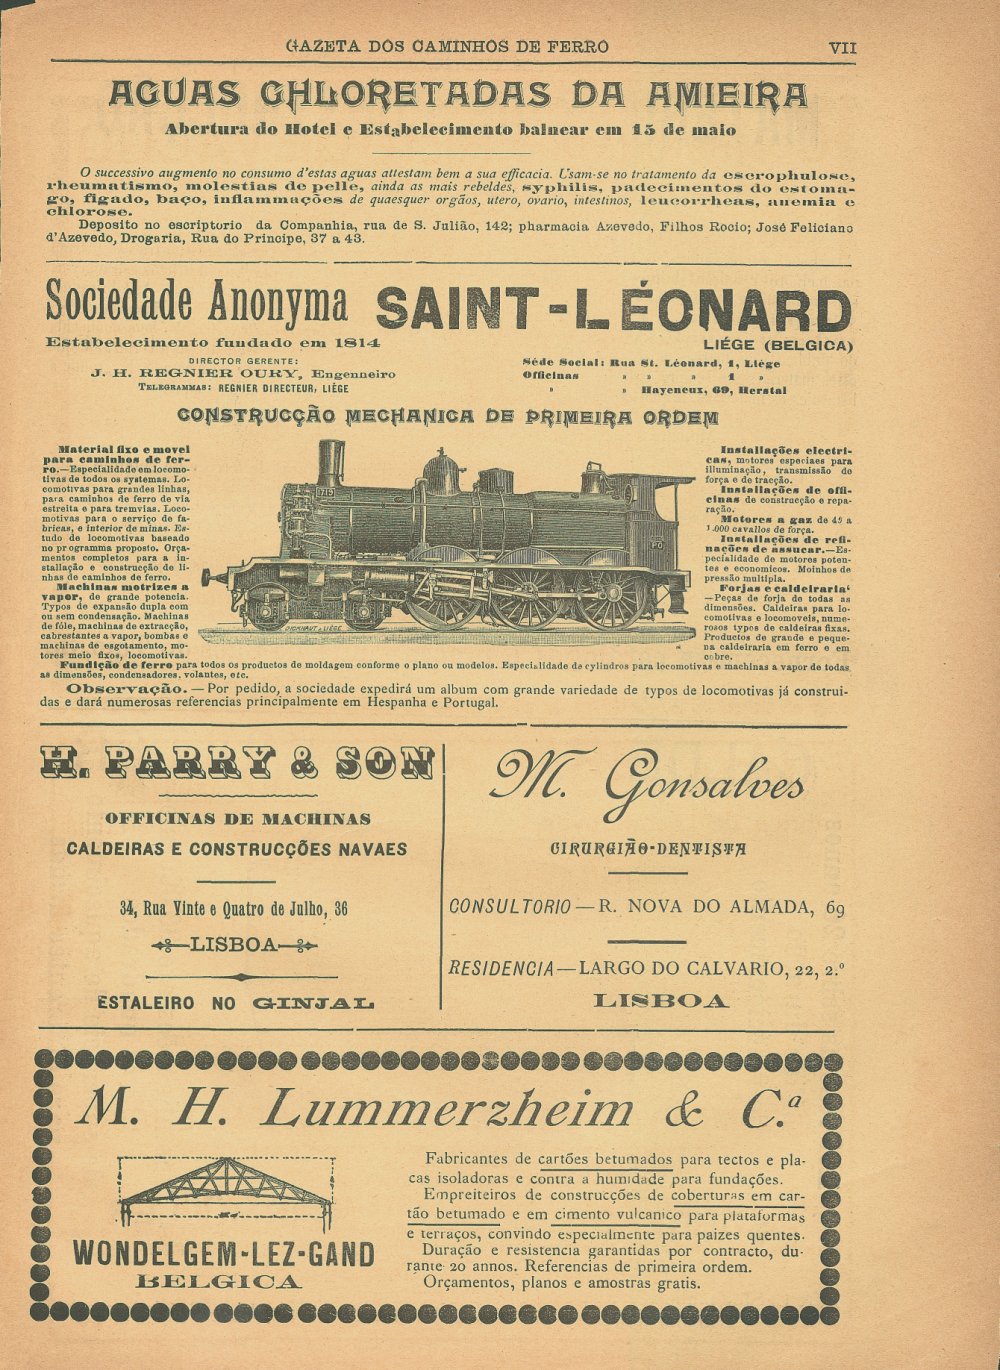 GAZETA DOS CAMINHOS DE FERRO
VII
AGUAS CHLORETADAS DA AMIEIRA
Abertura do Hotel e Estabelecimento balnear em 15 de maio
O successivo augmento no consumo d'estas aguas attestam bem a sua efficacia. Usam-se no tratamento da escrophulose,
rheumatismo, molestias de pelle, ainda as mais rebeldes, syphilis, padecimentos do estoma-
go, figado, baço, inflammações de quaesquer orgãos, utero, ovario, intestinos, leucorrheas, anemia e
chlorose.
Deposito no escriptorio da Companhia, rua de S. Julião, 142; pharmacia Azevedo, Filhos Rocio; José Feliciano
d'Azevedo, Drogaria, Rua do Principe, 37 a 43.
Sociedade Anonyma SAINT-LÉONARD
Estabelecimento fundado em 1814
LIÉGE (BELGICA)
DIRECTOR GERENTE:
J. H. REGNIER OURY, Engenneiro
TELEGRAMMAS: REGNIER DIRECTEUR, LIÈGE
Séde Social: Rua St. Léonard, 1, Liége
Officinas » » » 1 »
» » Hayeneux, 69, Herstal
CONSTRUCÇÃO MECHANICA DE PRIMEIRA ORDEM
Material fixo e movel
para caminhos de fer-
ro.—Especialidade em locomo-
tivas de todos os systemas. Lo-
comotivas para grandes linhas,
para caminhos de ferro de via
estreita e para tremvias. Loco-
motivas para o serviço de fa-
bricas, e interior de minas. Es-
tudo de locomotivas baseado
no programma proposto. Orça-
mentos completos para a in-
stallação e construcção de li-
nhas de caminhos de ferro.
Machinas motrizes a
vapor, de grande potencia.
Typos de expansão dupla com
ou sem condensação. Machinas
de fóle, machinas de extracção,
cabrestantes a vapor, bombas e
machinas de esgotamento, mo-
tores meio fixos, locomotivas.
719
PO
Installações electri-
cas, motores especiaes para
illuminação, transmissão de
força e de tracção.
Installações de offi-
cinas de construcção e repa-
ração.
Motores a gaz de 45 a
1.000 cavallos de força.
Installações de refi-
nações de assucar.—Es-
pecialidade de motores poten-
tes e economicos. Moinhos de
pressão multipla.
Forjas e caldeiraria
—Peças de forja de todas as
dimensões. Caldeiras para lo-
comotivas e locomoveis, nume-
rosos typos de caldeiras fixas.
Productos de grande e peque-
na caldeiraria em ferro e em
cobre.
Fundição de ferro para todos os productos de moldagem conforme o plano ou modelos. Especialidade da cylindros para locomotivas e machinas a vapor de todas
as dimensões, condensadores, volantes, etc.
Observação.—Por pedido, a sociedade expedirá um album com grande variedade de typos de locomotivas já construi-
das e dará numerosas referencias principalmente em Hespanha e Portugal.
H. PARRY & SON
OFFICINAS DE MACHINAS
CALDEIRAS E CONSTRUCÇÕES NAVAES
34, Rua Vinte e Quatro de Julho, 36
LISBOA
ESTALEIRO NO GINJAL
M. Gonsalves
CIRURGIÃO-DENTISTA
CONSULTORIO—R. NOVA DO ALMADA, 69
RESIDENCIA—LARGO DO CALVARIO, 22, 2.º
LISBOA
M. H. Lummerzheim & C.ª
WONDELGEM-LEZ-GAND
BELGICA
Fabricantes de cartões betumados para tectos e pla-
cas isoladoras e contra a humidade para fundações.
Empreiteiros de construcções de coberturas em car-
tão betumado e em cimento vulcanico para plataformas
e terraços, convindo especialmente para paizes quentes.
Duração e resistencia garantidas por contracto, du-
rante 20 annos. Referencias de primeira ordem.
Orçamentos, planos e amostras gratis.